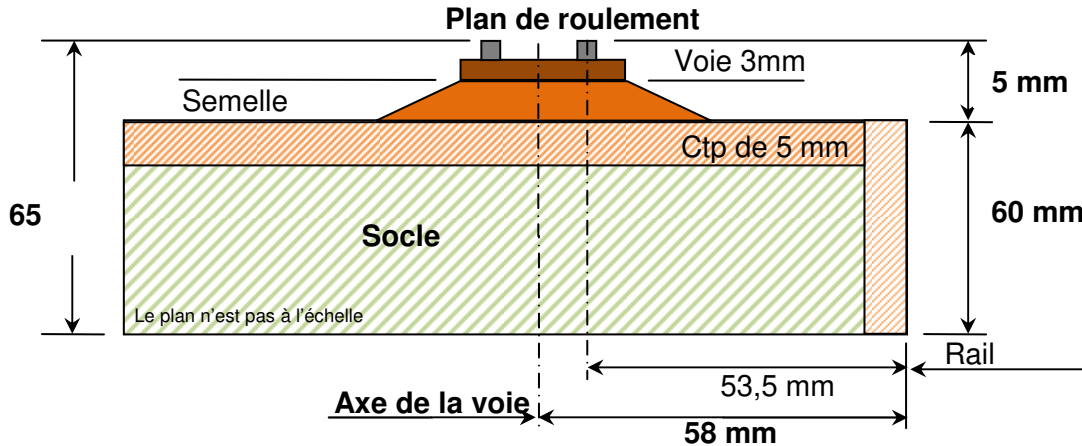 Plan de roulement
Voie 3mm
5 mm
Semelle
Ctp de 5 mm
65
60 mm
Socle
Le plan n'est pas à l'échelle
Rail
53,5 mm
Axe de la voie
58 mm